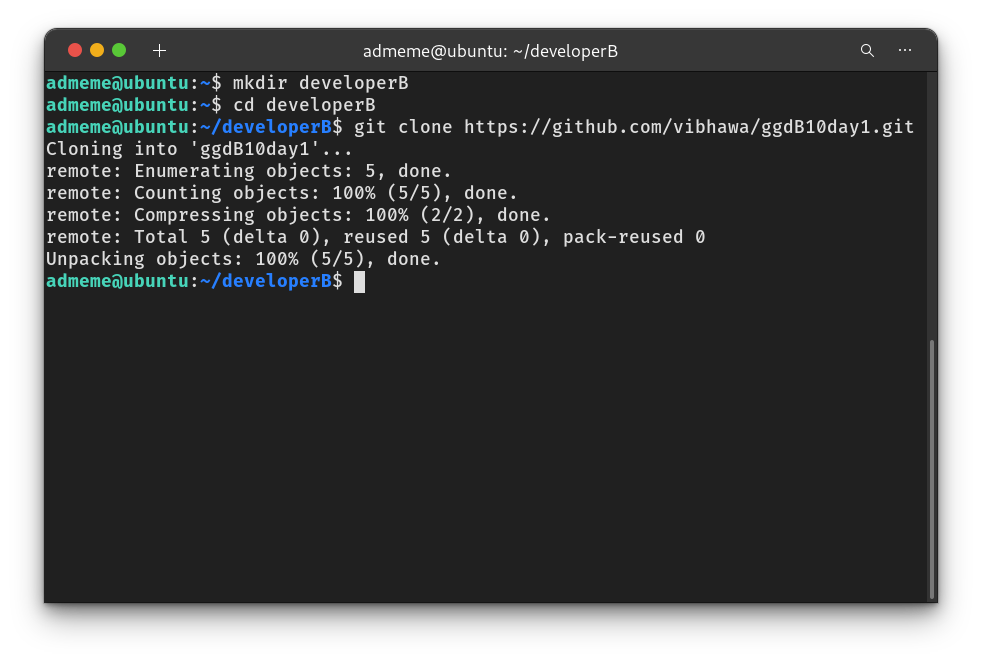 admeme@ubuntu: ~/developerB
admeme@ubuntu:~$ mkdir developerB
admeme@ubuntu:~$ cd developerB
admeme@ubuntu:~/developerB$ git clone https://github.com/vibhawa/ggdB10day1.git
Cloning into 'ggdB10day1'...
remote: Enumerating objects: 5, done.
remote: Counting objects: 100% (5/5), done.
remote: Compressing objects: 100% (2/2), done.
remote: Total 5 (delta 0), reused 5 (delta 0), pack-reused 0
Unpacking objects: 100% (5/5), done.
admeme@ubuntu:~/developerB$